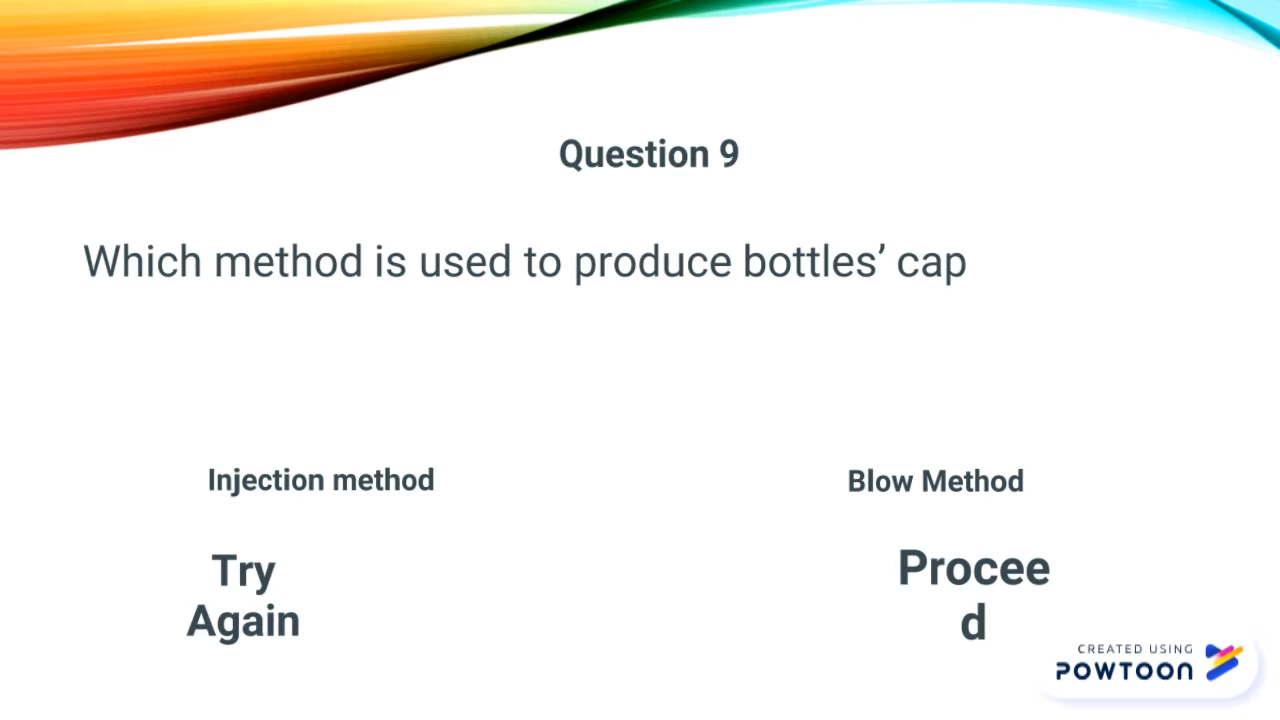 Question 9
Which method is used to produce bottles’ cap
Injection method
Blow Method
Try
Again
Procee
d
CREATED USING
POWTOON